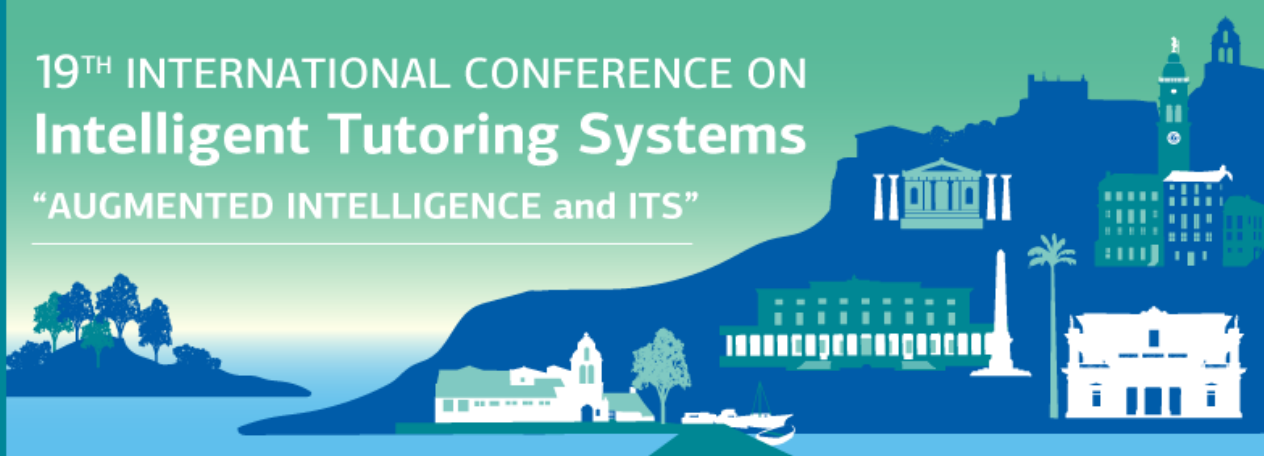 19TH INTERNATIONAL CONFERENCE ON
Intelligent Tutoring Systems
“AUGMENTED INTELLIGENCE and ITS”